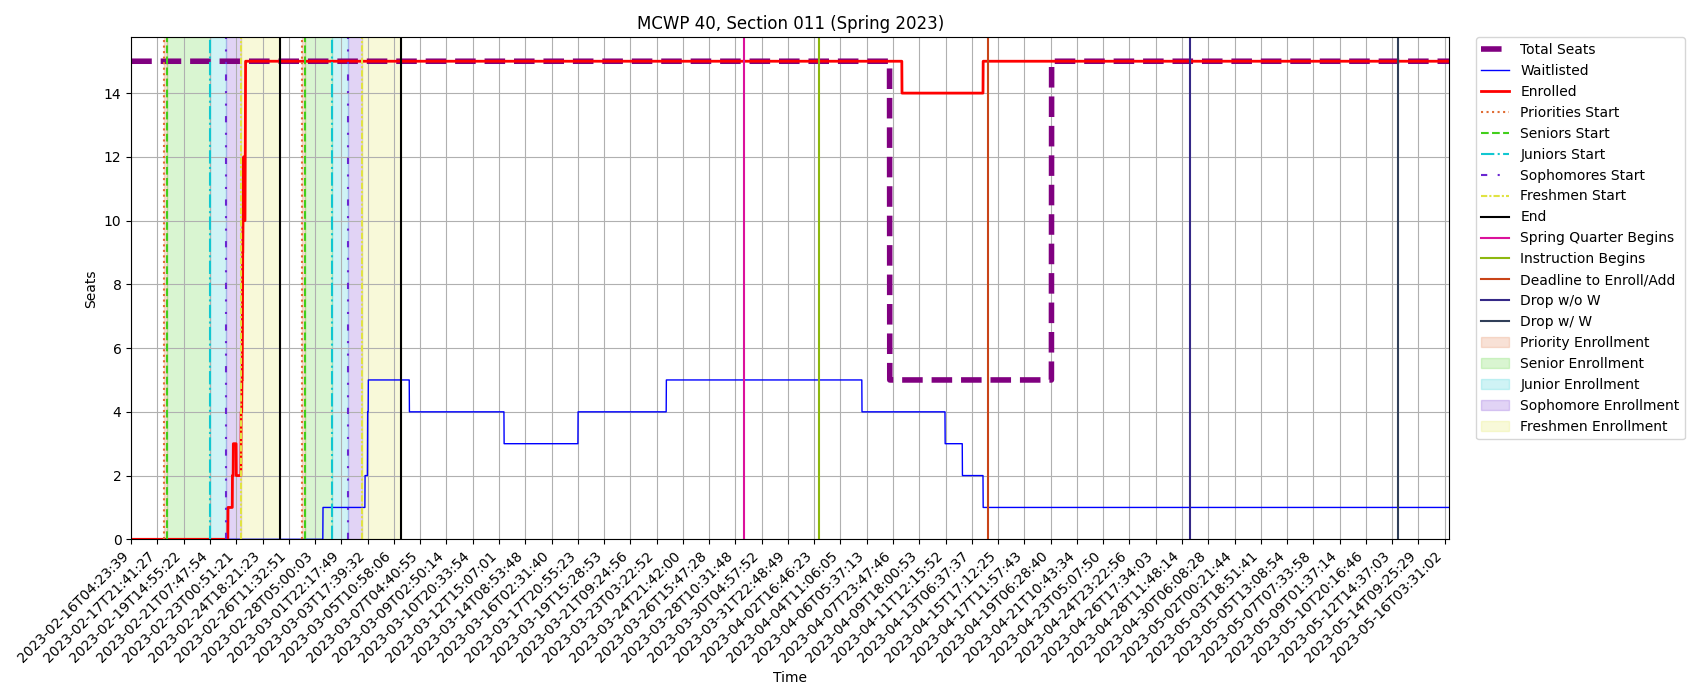 MCWP 40, Section 011 (Spring 2023)
Seats
14
12
10
8
6
4
2
0
2023-02-16T04:23:39
2023-02-17T21:41:27
2023-02-19T14:55:22
2023-02-21T07:47:54
2023-02-23T00:51:21
2023-02-24T18:21:23
2023-02-26T11:32:51
2023-02-28T05:00:03
2023-03-01T22:17:49
2023-03-03T17:39:32
2023-03-05T10:58:06
2023-03-07T04:40:55
2023-03-09T02:50:14
2023-03-10T20:33:54
2023-03-12T15:07:01
2023-03-14T08:53:48
2023-03-16T02:31:40
2023-03-17T20:55:23
2023-03-19T15:28:53
2023-03-21T09:24:56
2023-03-23T03:22:52
2023-03-24T21:42:00
2023-03-26T15:47:28
2023-03-28T10:31:48
2023-03-30T04:57:52
2023-03-31T22:48:49
2023-04-02T16:46:23
2023-04-04T11:06:05
2023-04-06T05:37:13
2023-04-07T23:47:46
2023-04-09T18:00:53
2023-04-11T12:15:52
2023-04-13T06:37:37
2023-04-15T17:12:25
2023-04-17T11:57:43
2023-04-19T06:28:40
2023-04-21T10:43:34
2023-04-23T05:07:50
2023-04-24T23:22:56
2023-04-26T17:34:03
2023-04-28T11:48:14
2023-04-30T06:08:28
2023-05-02T00:21:44
2023-05-03T18:51:41
2023-05-05T13:08:54
2023-05-07T07:33:58
2023-05-09T01:37:14
2023-05-10T20:16:46
2023-05-12T14:37:03
2023-05-14T09:25:29
2023-05-16T03:31:02
Time
Total Seats
Waitlisted
Enrolled
Priorities Start
Seniors Start
Juniors Start
Sophomores Start
Freshmen Start
End
Spring Quarter Begins
Instruction Begins
Deadline to Enroll/Add
Drop w/o W
Drop w/ W
Priority Enrollment
Senior Enrollment
Junior Enrollment
Sophomore Enrollment
Freshmen Enrollment